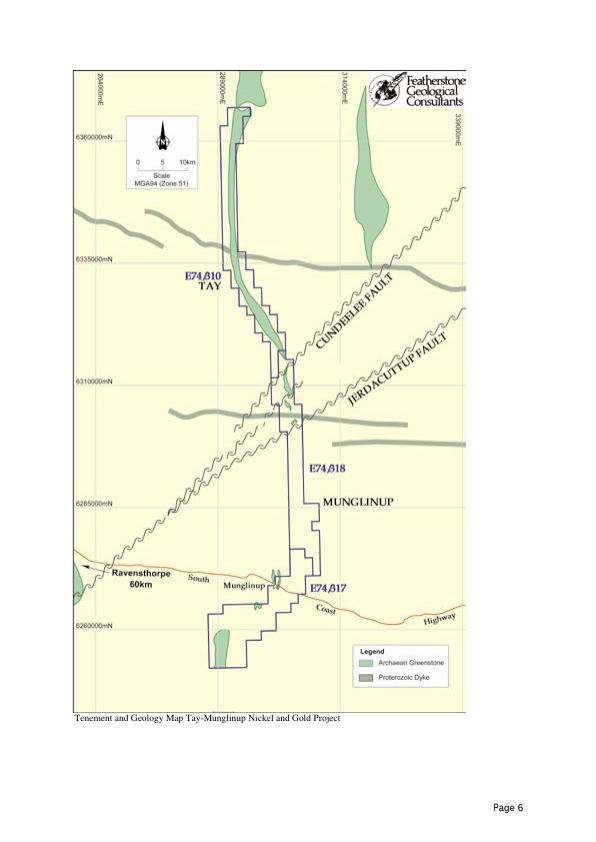 264000mE
289000mE
314000mE
339000mE
Featherstone
Geological
Consultants
6360000mN
N
0 5 10km
Scale
MGA94 (Zone 51)
6335000mN
E74/310
TAY
CUNDEELEE FAULT
JERDACUTTUP FAULT
6310000mN
E74/318
6285000mN
MUNGLINUP
Ravensthorpe
60km
South
Munglinup
E74/317
Coast
Highway
6260000mN
Legend
Archaean Greenstone
Proterozoic Dyke
Tenement and Geology Map Tay-Munglinup Nickel and Gold Project
Page 6